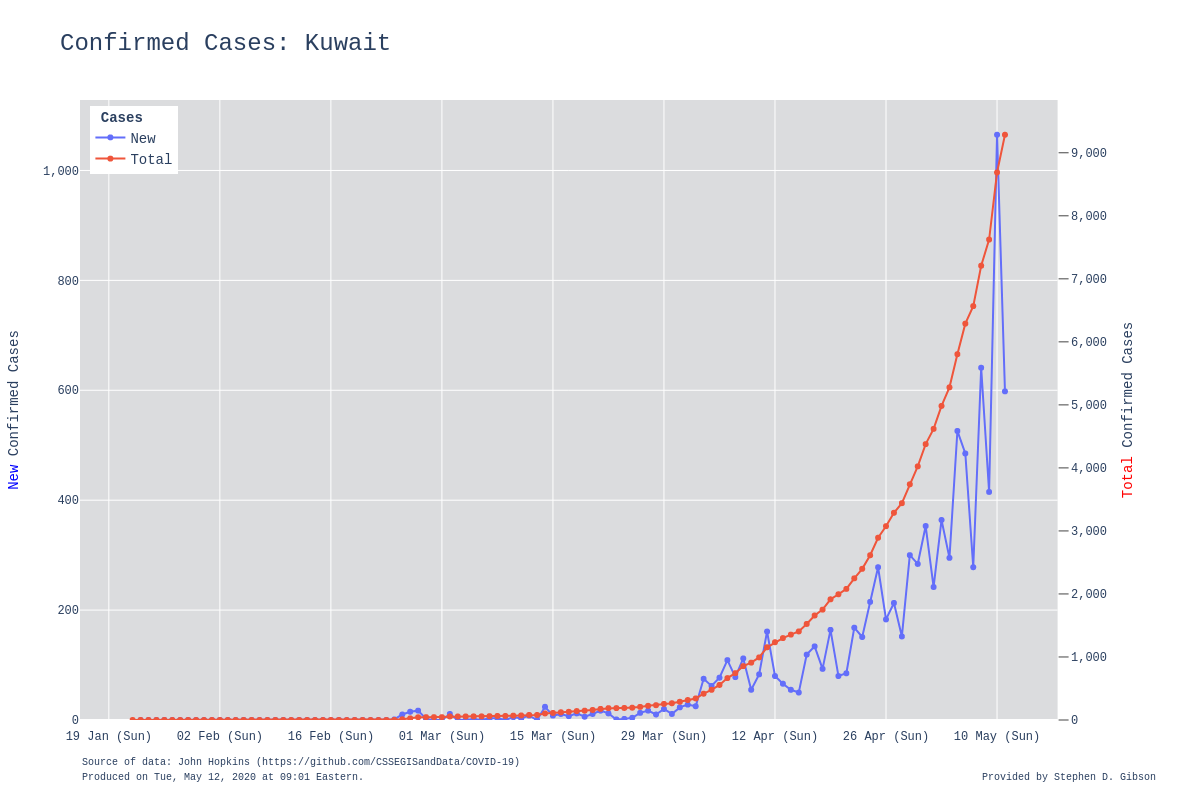 Confirmed Cases: Kuwait
Cases
New
Total
1,000
800
600
400
200
0
9,000
8,000
7,000
6,000
5,000
4,000
3,000
2,000
1,000
0
New Confirmed Cases
Total Confirmed Cases
19 Jan (Sun) 02 Feb (Sun) 16 Feb (Sun) 01 Mar (Sun) 15 Mar (Sun) 29 Mar (Sun) 12 Apr (Sun) 26 Apr (Sun) 10 May (Sun)
Source of data: John Hopkins (https://github.com/CSSEGISandData/COVID-19)
Produced on Tue, May 12, 2020 at 09:01 Eastern.
Provided by Stephen D. Gibson